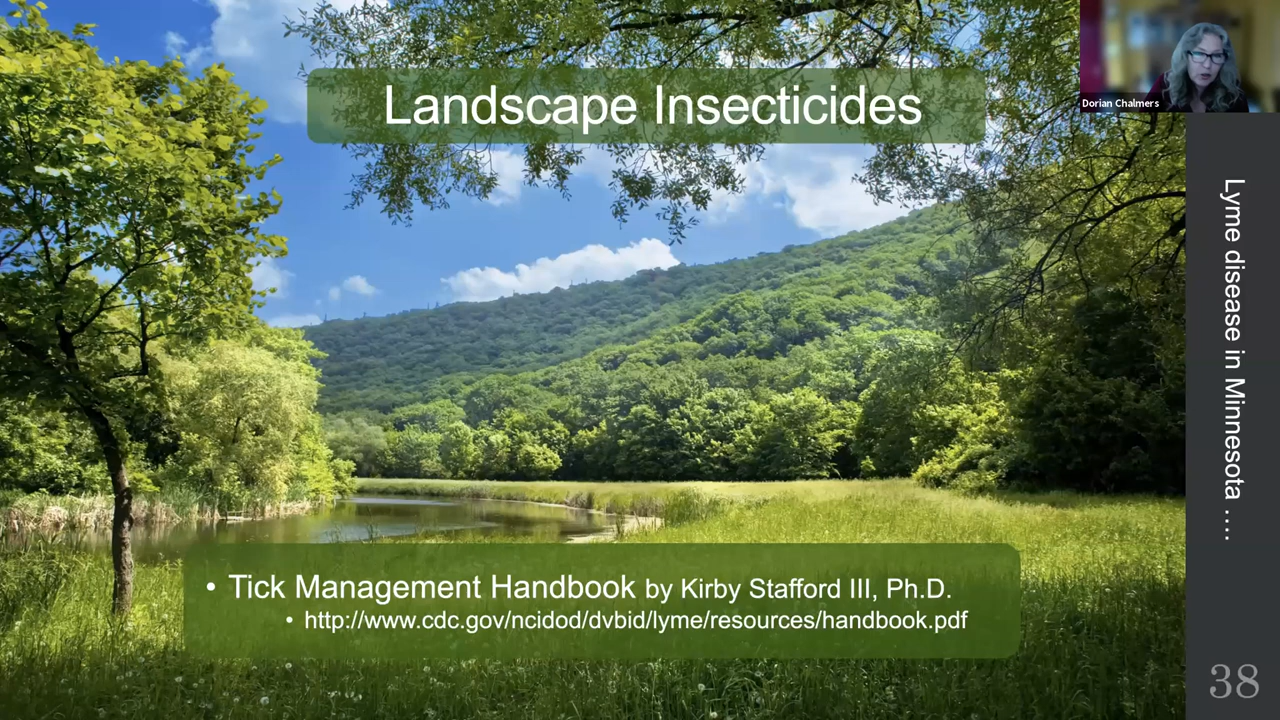 Landscape Insecticides
Dorian Chalmers
Lyme disease in Minnesota ....
• Tick Management Handbook by Kirby Stafford III, Ph.D.
• http://www.cdc.gov/ncidod/dvbid/lyme/resources/handbook.pdf
38